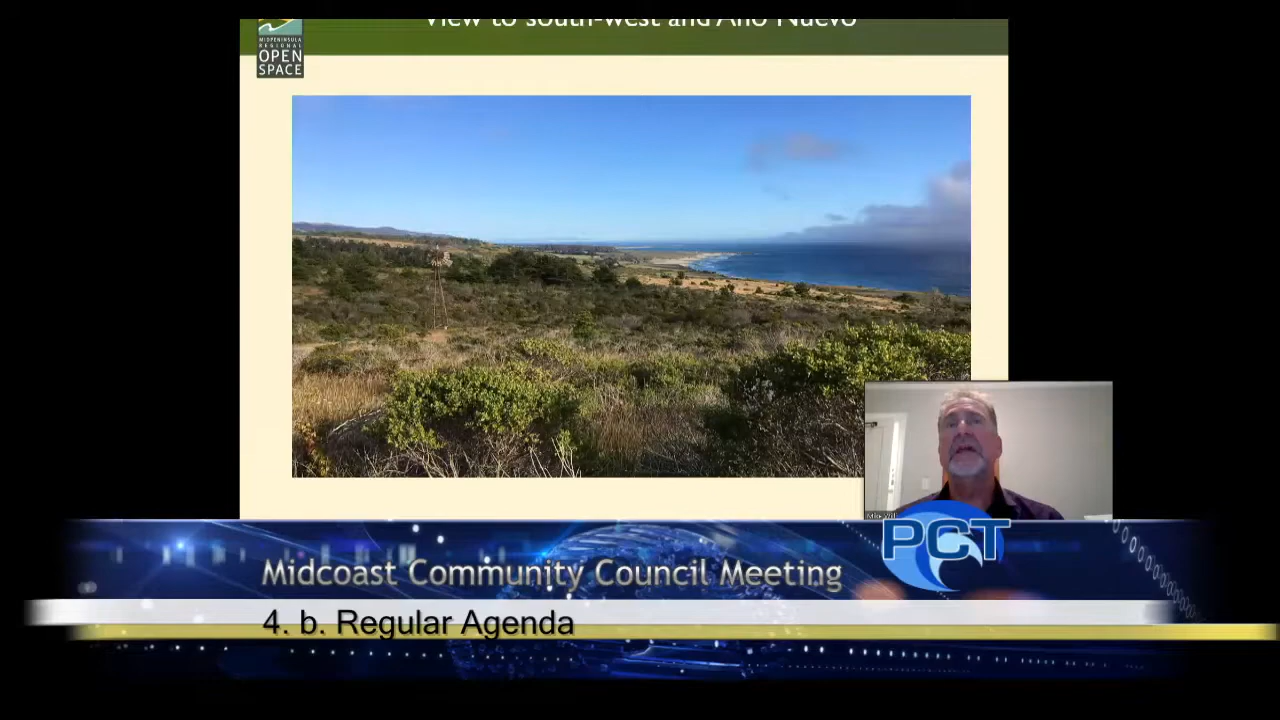 View to south-west and Año Nuevo
MIDPENINSULA
REGIONAL
OPEN
SPACE
PCT
Midcoast Community Council Meeting
4. b. Regular Agenda